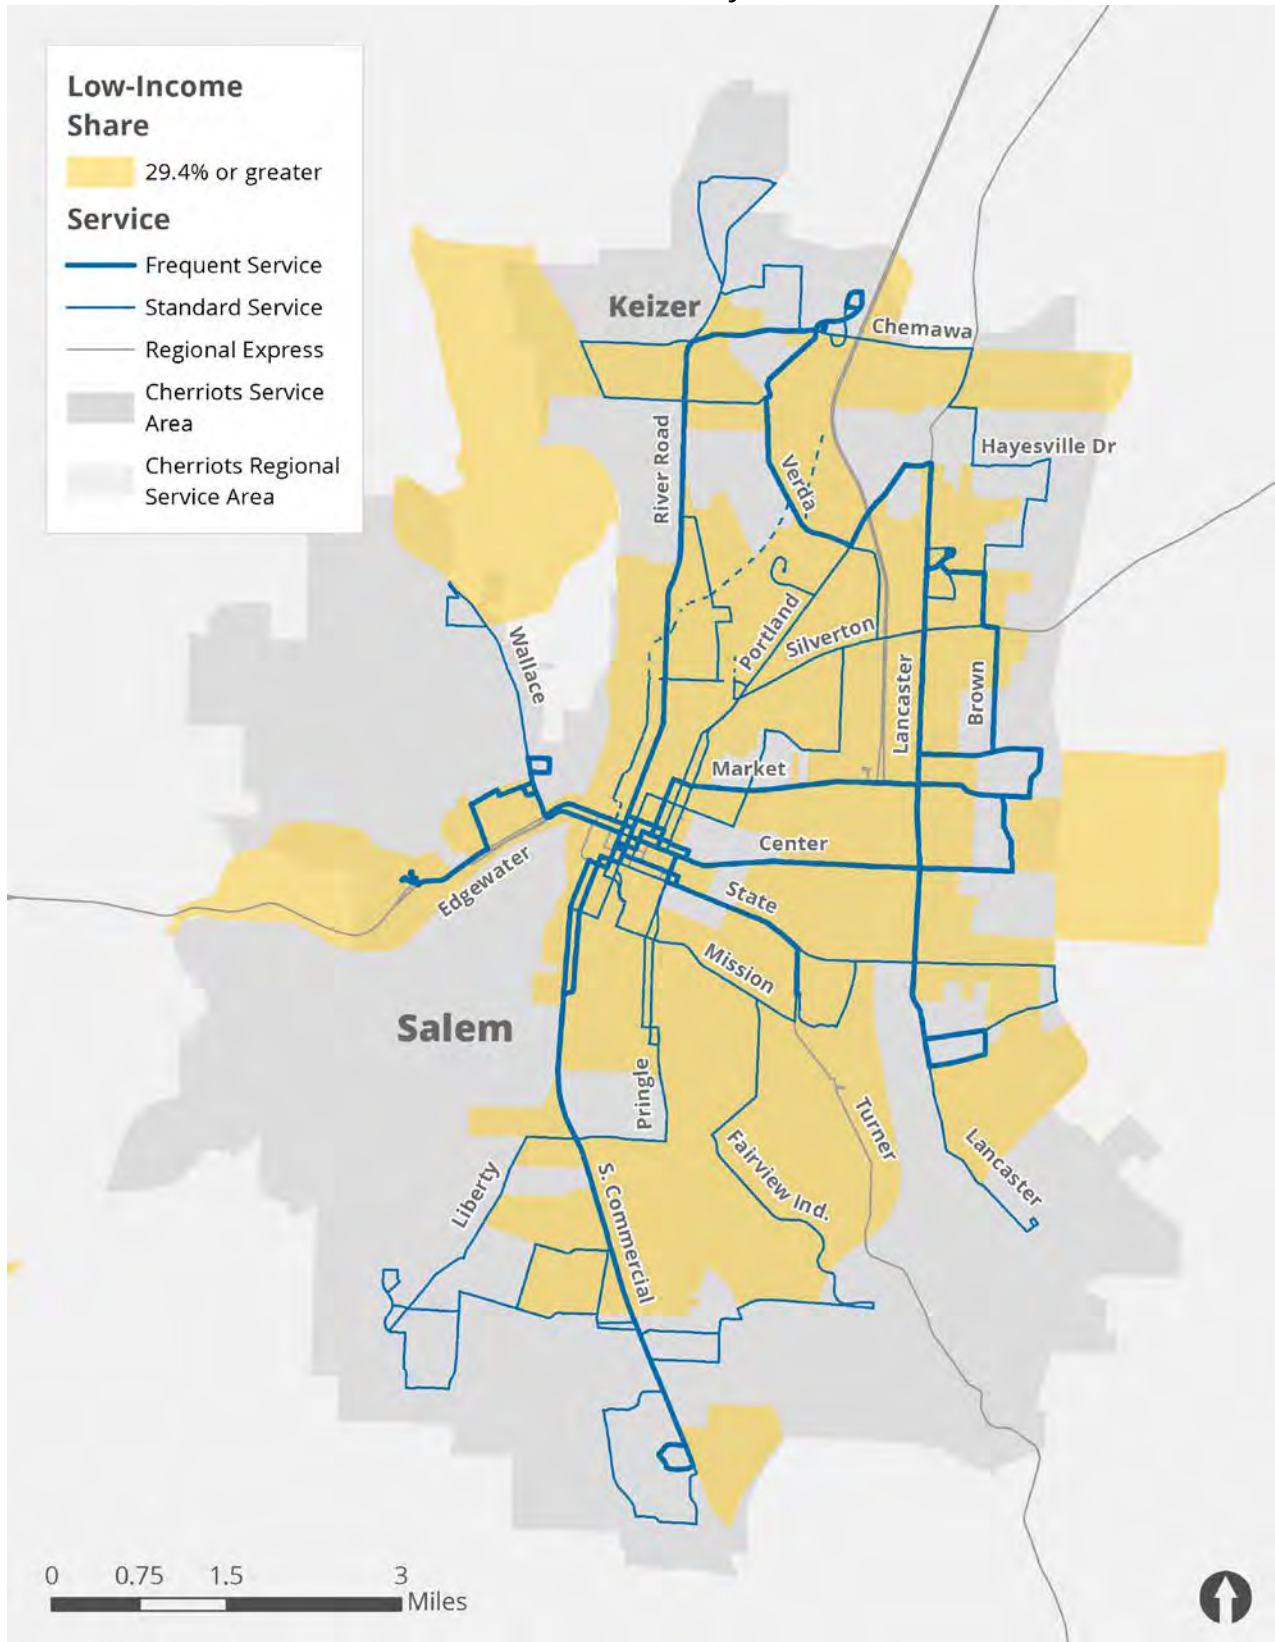 Low-Income
Share
29.4% or greater
Service
Frequent Service
Standard Service
Regional Express
Cherriots Service
Area
Cherriots Regional
Service Area
Keizer
Chemawa
Hayesville Dr
River Road
Verda
Portland
Silverton
Wallace
Lancaster
Brown
Market
Center
Edgewater
State
Mission
Salem
Pringle
Turner
Fairview Ind.
Lancaster
Liberty
S. Commercial
0 0.75 1.5 3
Miles